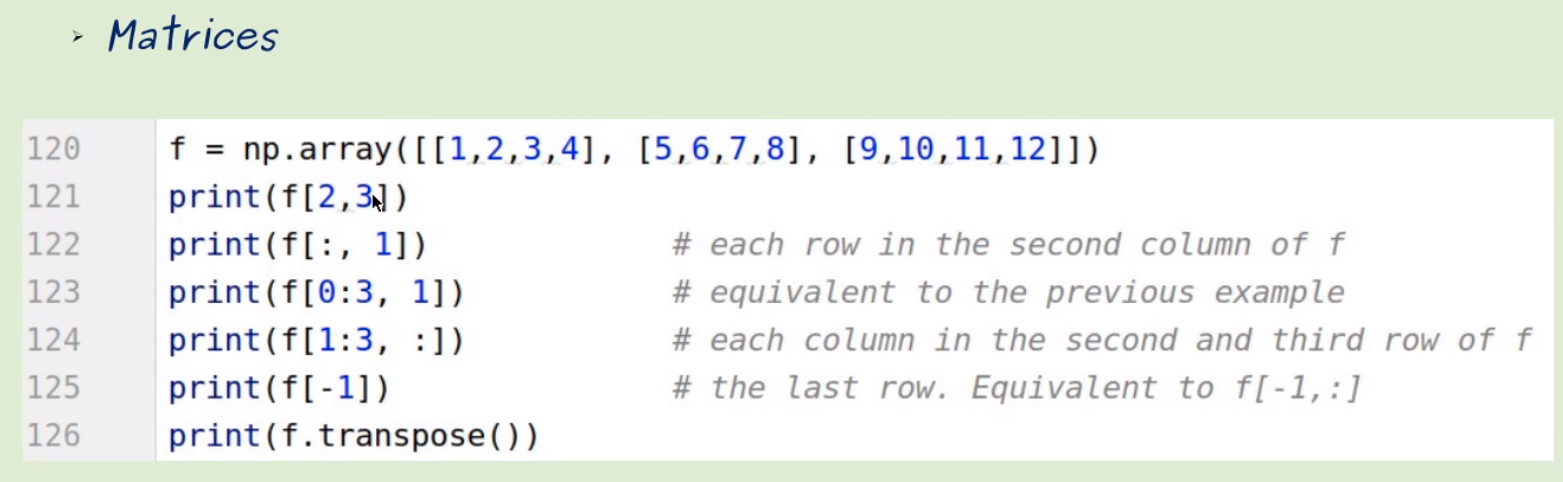 ➢ Matrices
120 f = np.array([[1,2,3,4], [5,6,7,8], [9,10,11,12]])
121 print(f[2,3])
122 print(f[:, 1]) # each row in the second column of f
123 print(f[0:3, 1]) # equivalent to the previous example
124 print(f[1:3, :]) # each column in the second and third row of f
125 print(f[-1]) # the last row. Equivalent to f[-1,:]
126 print(f.transpose())